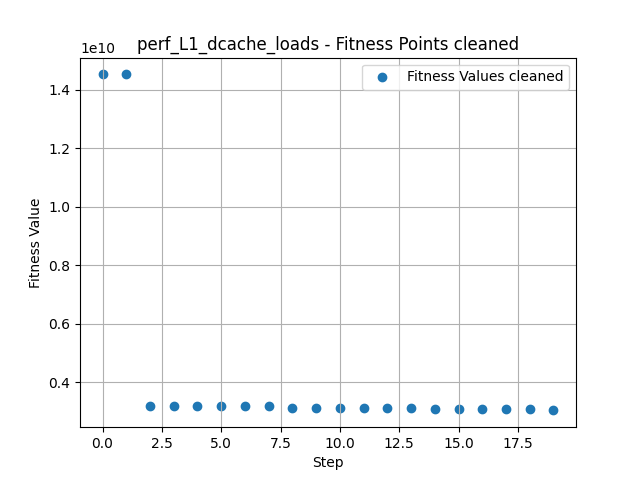 perf_L1_dcache_loads - Fitness Points cleaned
1e10
Fitness Values cleaned
1.4
1.2
1.0
0.8
0.6
0.4
Fitness Value
0.0 2.5 5.0 7.5 10.0 12.5 15.0 17.5
Step